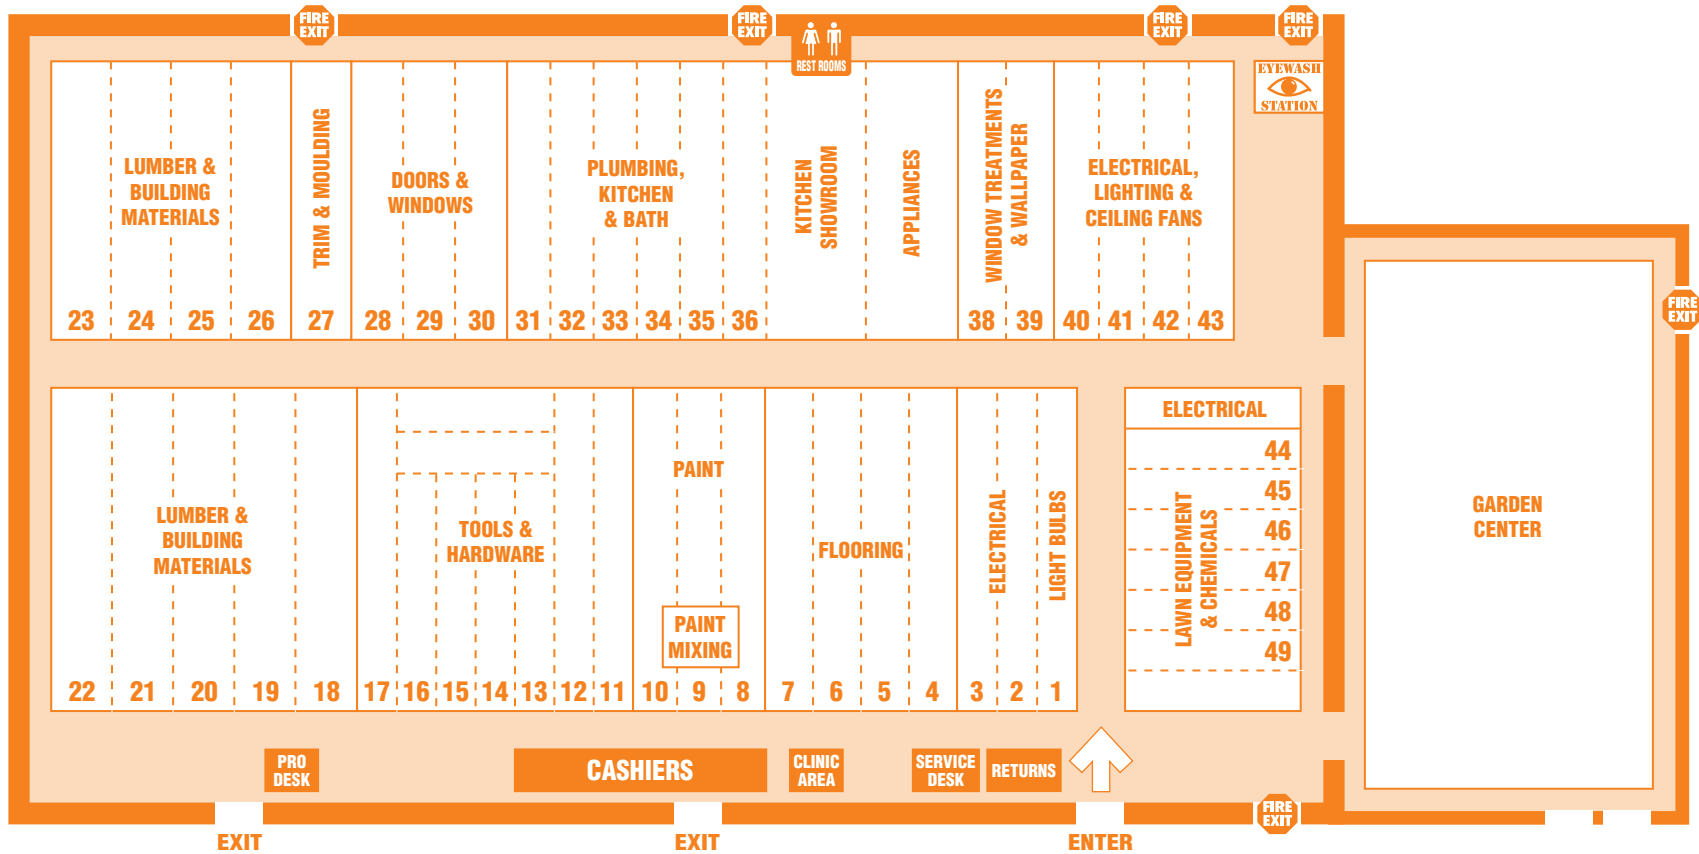 FIRE
EXIT
FIRE
EXIT
FIRE
EXIT
FIRE
EXIT
REST ROOMS
EYEWASH
STATION
LUMBER &
BUILDING
MATERIALS
TRIM & MOULDING
DOORS &
WINDOWS
PLUMBING,
KITCHEN
& BATH
KITCHEN
SHOWROOM
APPLIANCES
WINDOW TREATMENTS
& WALLPAPER
ELECTRICAL,
LIGHTING &
CEILING FANS
23 24 25 26 27 28 29 30 31 32 33 34 35 36 38 39 40 41 42 43
FIRE
EXIT
LUMBER &
BUILDING
MATERIALS
TOOLS &
HARDWARE
PAINT
PAINT
MIXING
FLOORING
ELECTRICAL
LIGHT BULBS
ELECTRICAL
44
45
46
47
48
49
LAWN EQUIPMENT
& CHEMICALS
GARDEN
CENTER
22 21 20 19 18 17 16 15 14 13 12 11 10 9 8 7 6 5 4 3 2 1
PRO
DESK
CASHIERS
CLINIC
AREA
SERVICE
DESK
RETURNS
FIRE
EXIT
EXIT
EXIT
ENTER